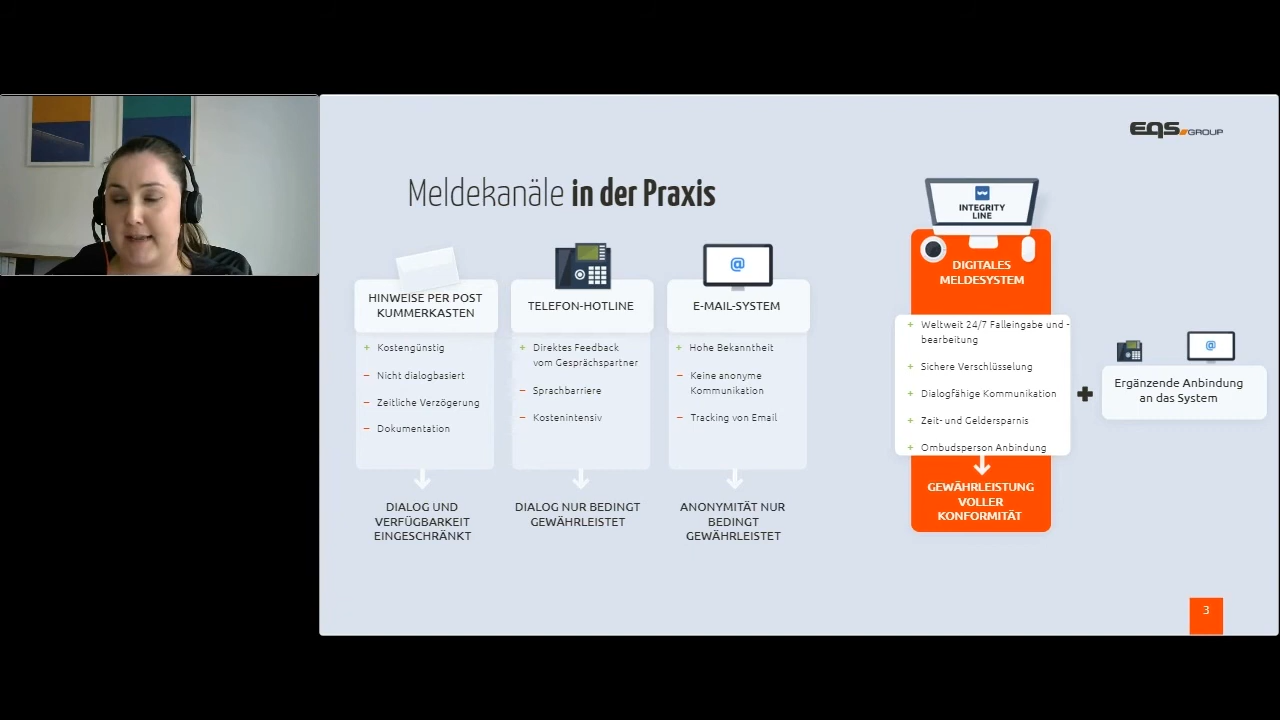 EQS GROUP
Meldekanäle in der Praxis
HINWEISE PER POST
KUMMERKASTEN
+ Kostengünstig
– Nicht dialogbasiert
– Zeitliche Verzögerung
– Dokumentation
DIALOG UND
VERFÜGBARKEIT
EINGESCHRÄNKT
TELEFON-HOTLINE
+ Direktes Feedback
vom Gesprächspartner
– Sprachbarriere
– Kostenintensiv
DIALOG NUR BEDINGT
GEWÄHRLEISTET
@
E-MAIL-SYSTEM
+ Hohe Bekanntheit
– Keine anonyme
Kommunikation
– Tracking von Email
ANONYMITÄT NUR
BEDINGT
GEWÄHRLEISTET
INTEGRITY
LINE
DIGITALES
MELDESYSTEM
+ Weltweit 24/7 Falleingabe und -
bearbeitung
+ Sichere Verschlüsselung
+ Dialogfähige Kommunikation
+ Zeit- und Geldersparnis
+ Ombudsperson Anbindung
GEWÄHRLEISTUNG
VOLLER
KONFORMITÄT
@
Ergänzende Anbindung
an das System
3